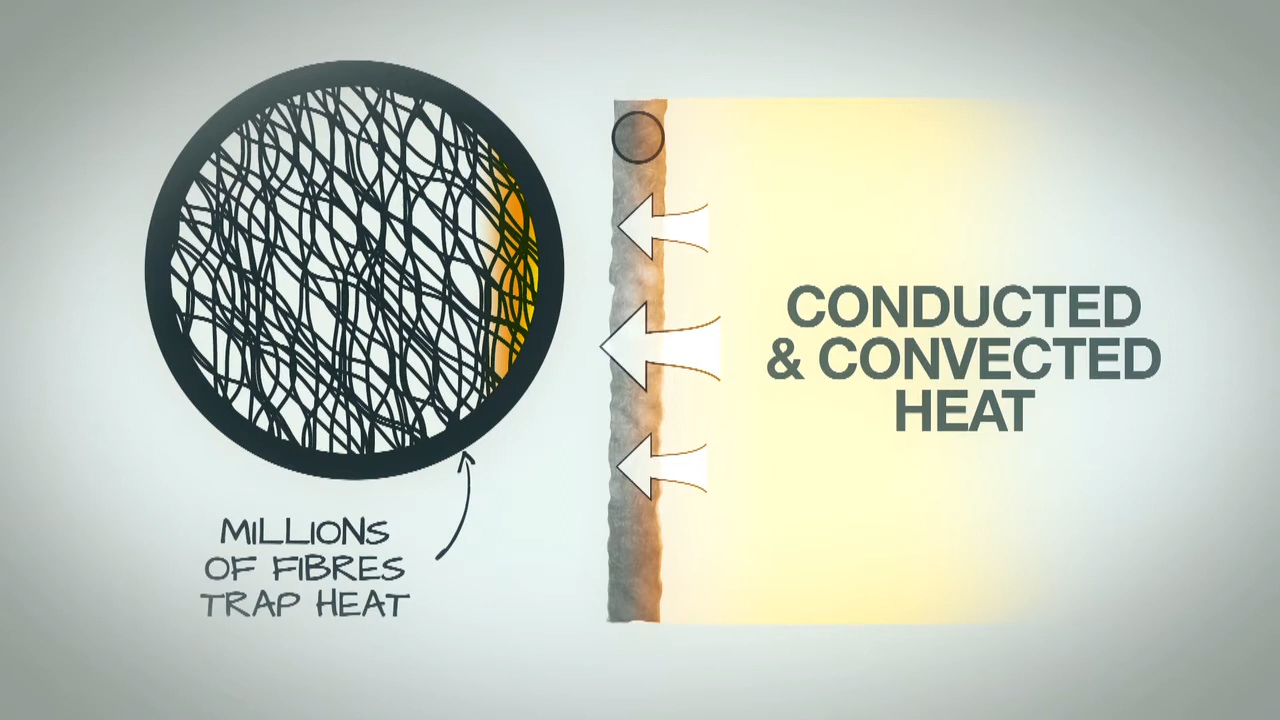 CONDUCTED
& CONVECTED
HEAT
MILLIONS
OF FIBRES
TRAP HEAT